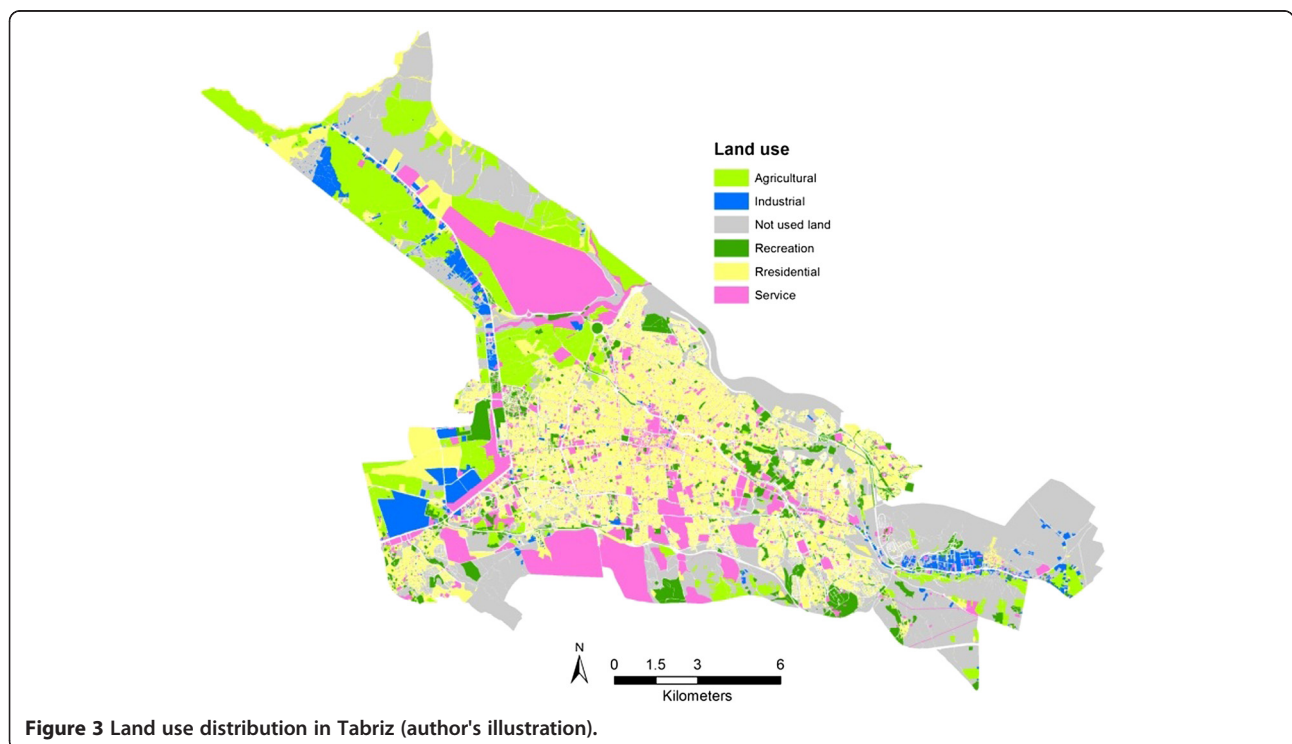 Land use
Agricultural
Industrial
Not used land
Recreation
Rresidential
Service
N
0 1.5 3 6
Kilometers
Figure 3 Land use distribution in Tabriz (author's illustration).